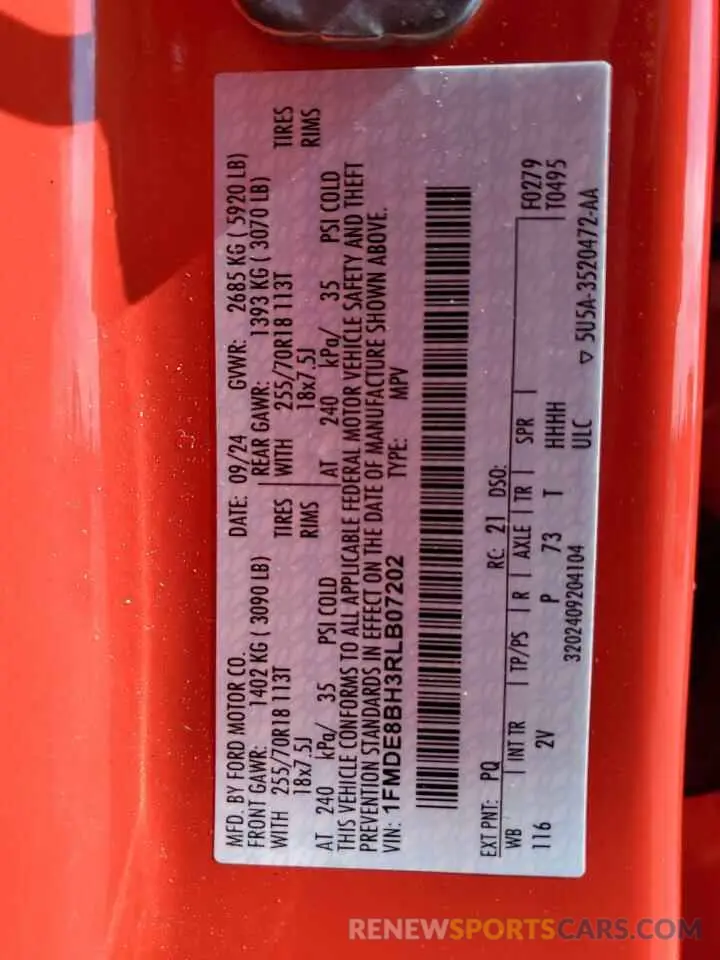 MFD. BY FORD MOTOR CO. DATE: 09/24 GVWR: 2685 KG ( 5920 LB)
FRONT GAWR: 1402 KG ( 3090 LB) REAR GAWR: 1393 KG ( 3070 LB)
WITH 255/70R18 113T TIRES WITH 255/70R18 113T TIRES
18x7.5J RIMS 18x7.5J RIMS
AT 240 kPa/ 35 PSI COLD AT 240 kPa/ 35 PSI COLD
THIS VEHICLE CONFORMS TO ALL APPLICABLE FEDERAL MOTOR VEHICLE SAFETY AND THEFT
PREVENTION STANDARDS IN EFFECT ON THE DATE OF MANUFACTURE SHOWN ABOVE.
VIN: 1FMDE8BH3RLB07202 TYPE: MPV
EXT PNT: PQ RC: 21 DSO: F0279
WB INT TR TP/PS R AXLE TR SPR T0495
116 2V P 73 T HHHH
3202409204104 ULC ▽ 5U5A-3520472-AA
RENEWSPORTSCARS.COM